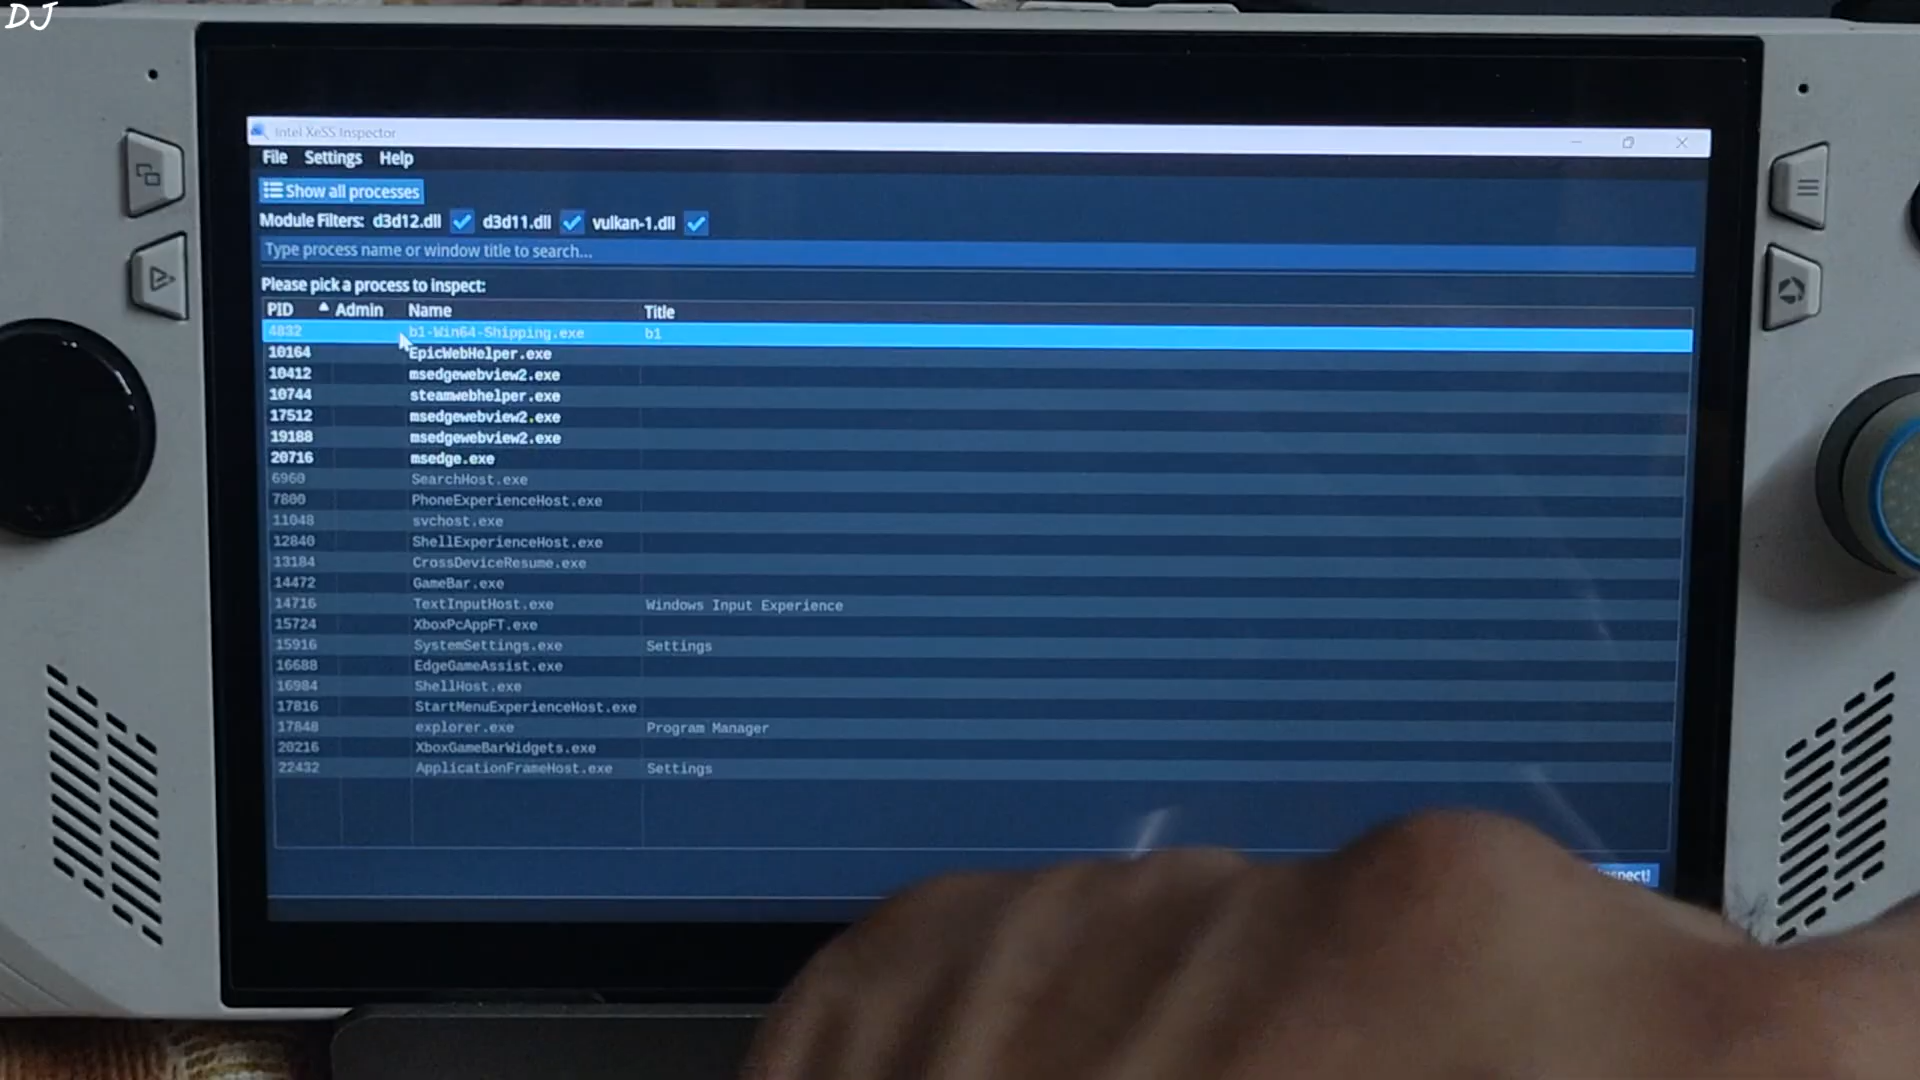 DJ
Intel XeSS Inspector
File Settings Help
Show all processes
Module Filters: d3d12.dll d3d11.dll vulkan-1.dll
Type process name or window title to search...
Please pick a process to inspect:
PID Admin Name Title
4832 b1-Win64-Shipping.exe b1
10164 EpicWebHelper.exe
10412 msedgewebview2.exe
10744 steamwebhelper.exe
17512 msedgewebview2.exe
19188 msedgewebview2.exe
20716 msedge.exe
6960 SearchHost.exe
7800 PhoneExperienceHost.exe
11048 svchost.exe
12840 ShellExperienceHost.exe
13184 CrossDeviceResume.exe
14472 GameBar.exe
14716 TextInputHost.exe Windows Input Experience
15724 XboxPcAppFT.exe
15916 SystemSettings.exe Settings
16688 EdgeGameAssist.exe
16984 ShellHost.exe
17816 StartMenuExperienceHost.exe
17848 explorer.exe Program Manager
20216 XboxGameBarWidgets.exe
22432 ApplicationFrameHost.exe Settings